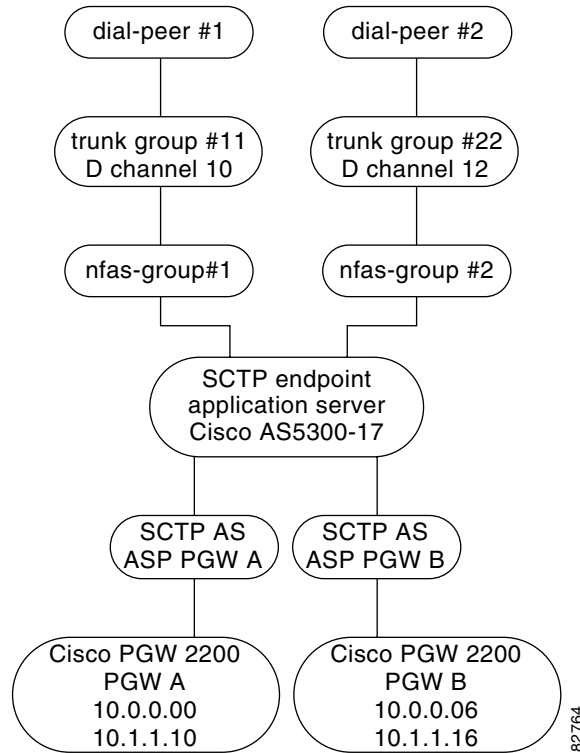 dial-peer #1
dial-peer #2
trunk group #11
D channel 10
trunk group #22
D channel 12
nfas-group#1
nfas-group #2
SCTP endpoint
application server
Cisco AS5300-17
SCTP AS
ASP PGW A
SCTP AS
ASP PGW B
Cisco PGW 2200
PGW A
10.0.0.00
10.1.1.10
Cisco PGW 2200
PGW B
10.0.0.06
10.1.1.16
82764